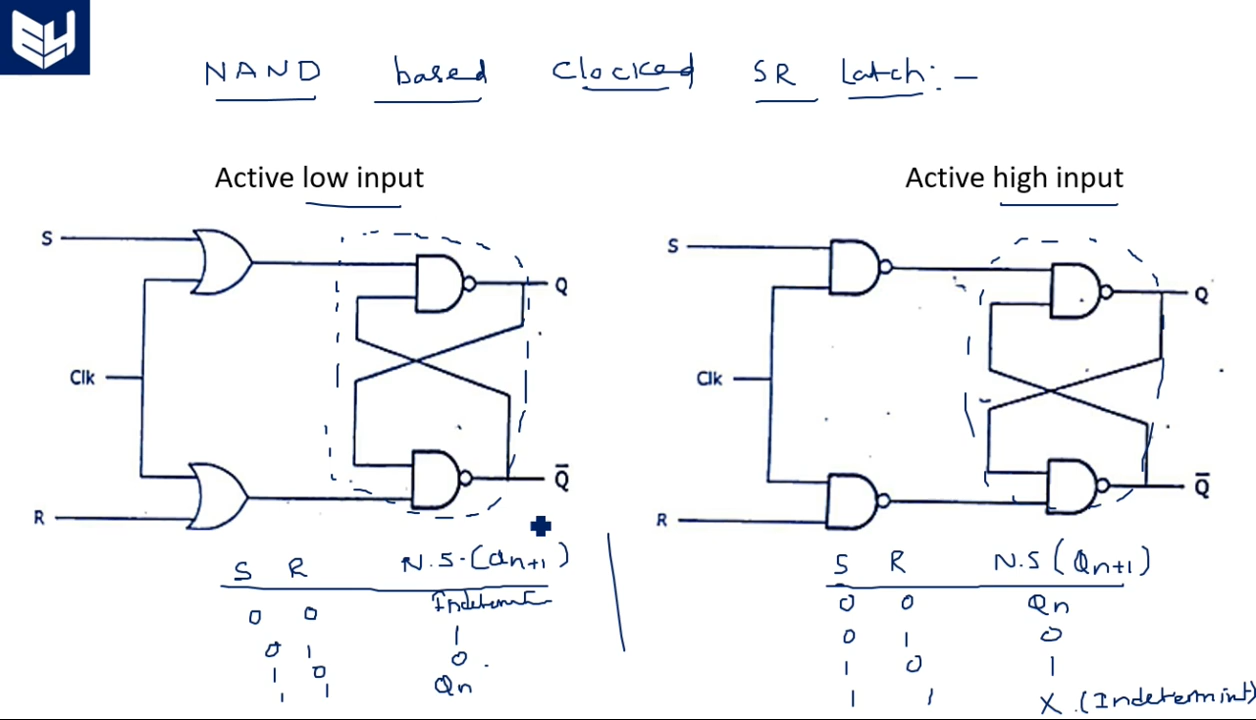 NAND based Clocked SR Latch:-
Active low input
Active high input
S
Clk
R
Q
Q̅
S
Clk
R
Q
Q̅
S R N.S.(Qn+1)
0 0
0 1 1
1 0 0
1 1 Qn
S R N.S (Qn+1)
0 0 Qn
0 1 0
1 0 1
1 1 X.(Indetermint)